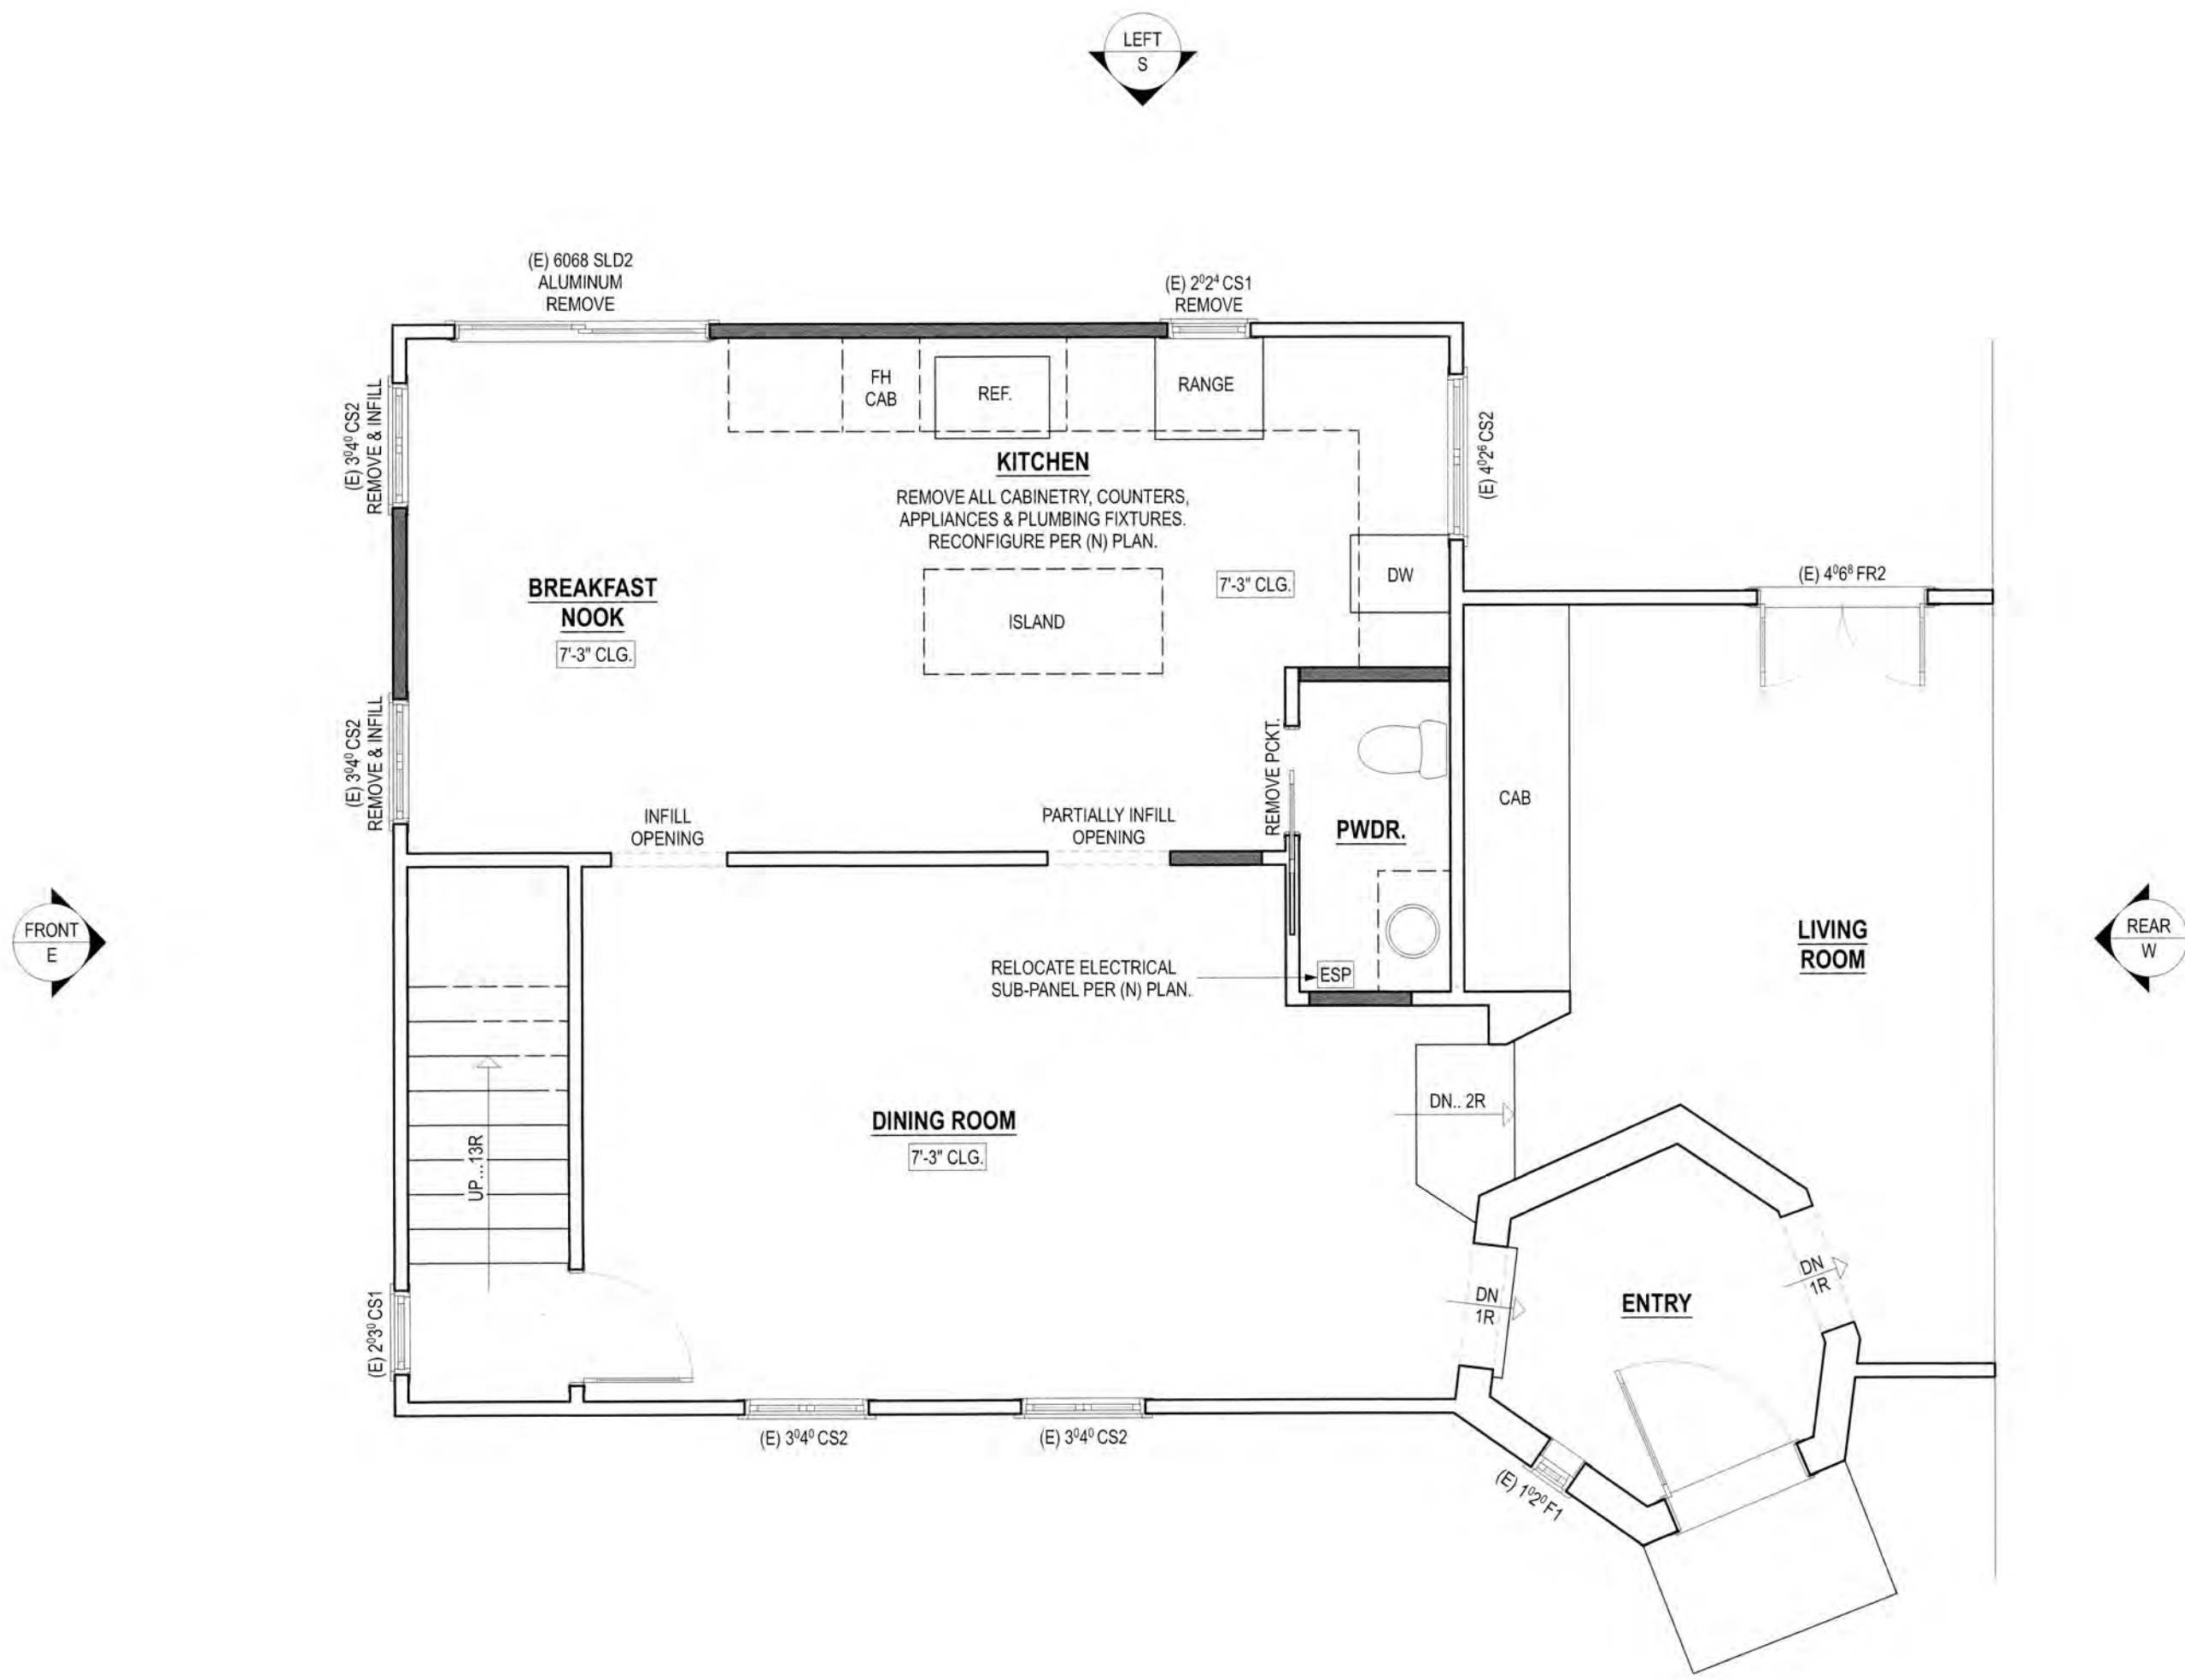 LEFT
S
(E) 6068 SLD2
ALUMINUM
REMOVE
(E) 2⁰2⁴ CS1
REMOVE
(E) 3⁰4⁰ CS2
REMOVE & INFILL
FH
CAB
REF.
RANGE
(E) 4⁰2⁶ CS2
KITCHEN
REMOVE ALL CABINETRY, COUNTERS,
APPLIANCES & PLUMBING FIXTURES.
RECONFIGURE PER (N) PLAN.
BREAKFAST
NOOK
7'-3" CLG.
ISLAND
7'-3" CLG.
DW
(E) 4⁰6⁸ FR2
(E) 3⁰4⁰ CS2
REMOVE & INFILL
INFILL
OPENING
PARTIALLY INFILL
OPENING
REMOVE PCKT.
PWDR.
CAB
FRONT
E
RELOCATE ELECTRICAL
SUB-PANEL PER (N) PLAN.
ESP
LIVING
ROOM
REAR
W
UP...13R
DINING ROOM
7'-3" CLG.
DN.. 2R
DN
1R
DN
1R
ENTRY
(E) 2⁰3⁰ CS1
(E) 3⁰4⁰ CS2
(E) 3⁰4⁰ CS2
(E) 1⁰2⁰ F1